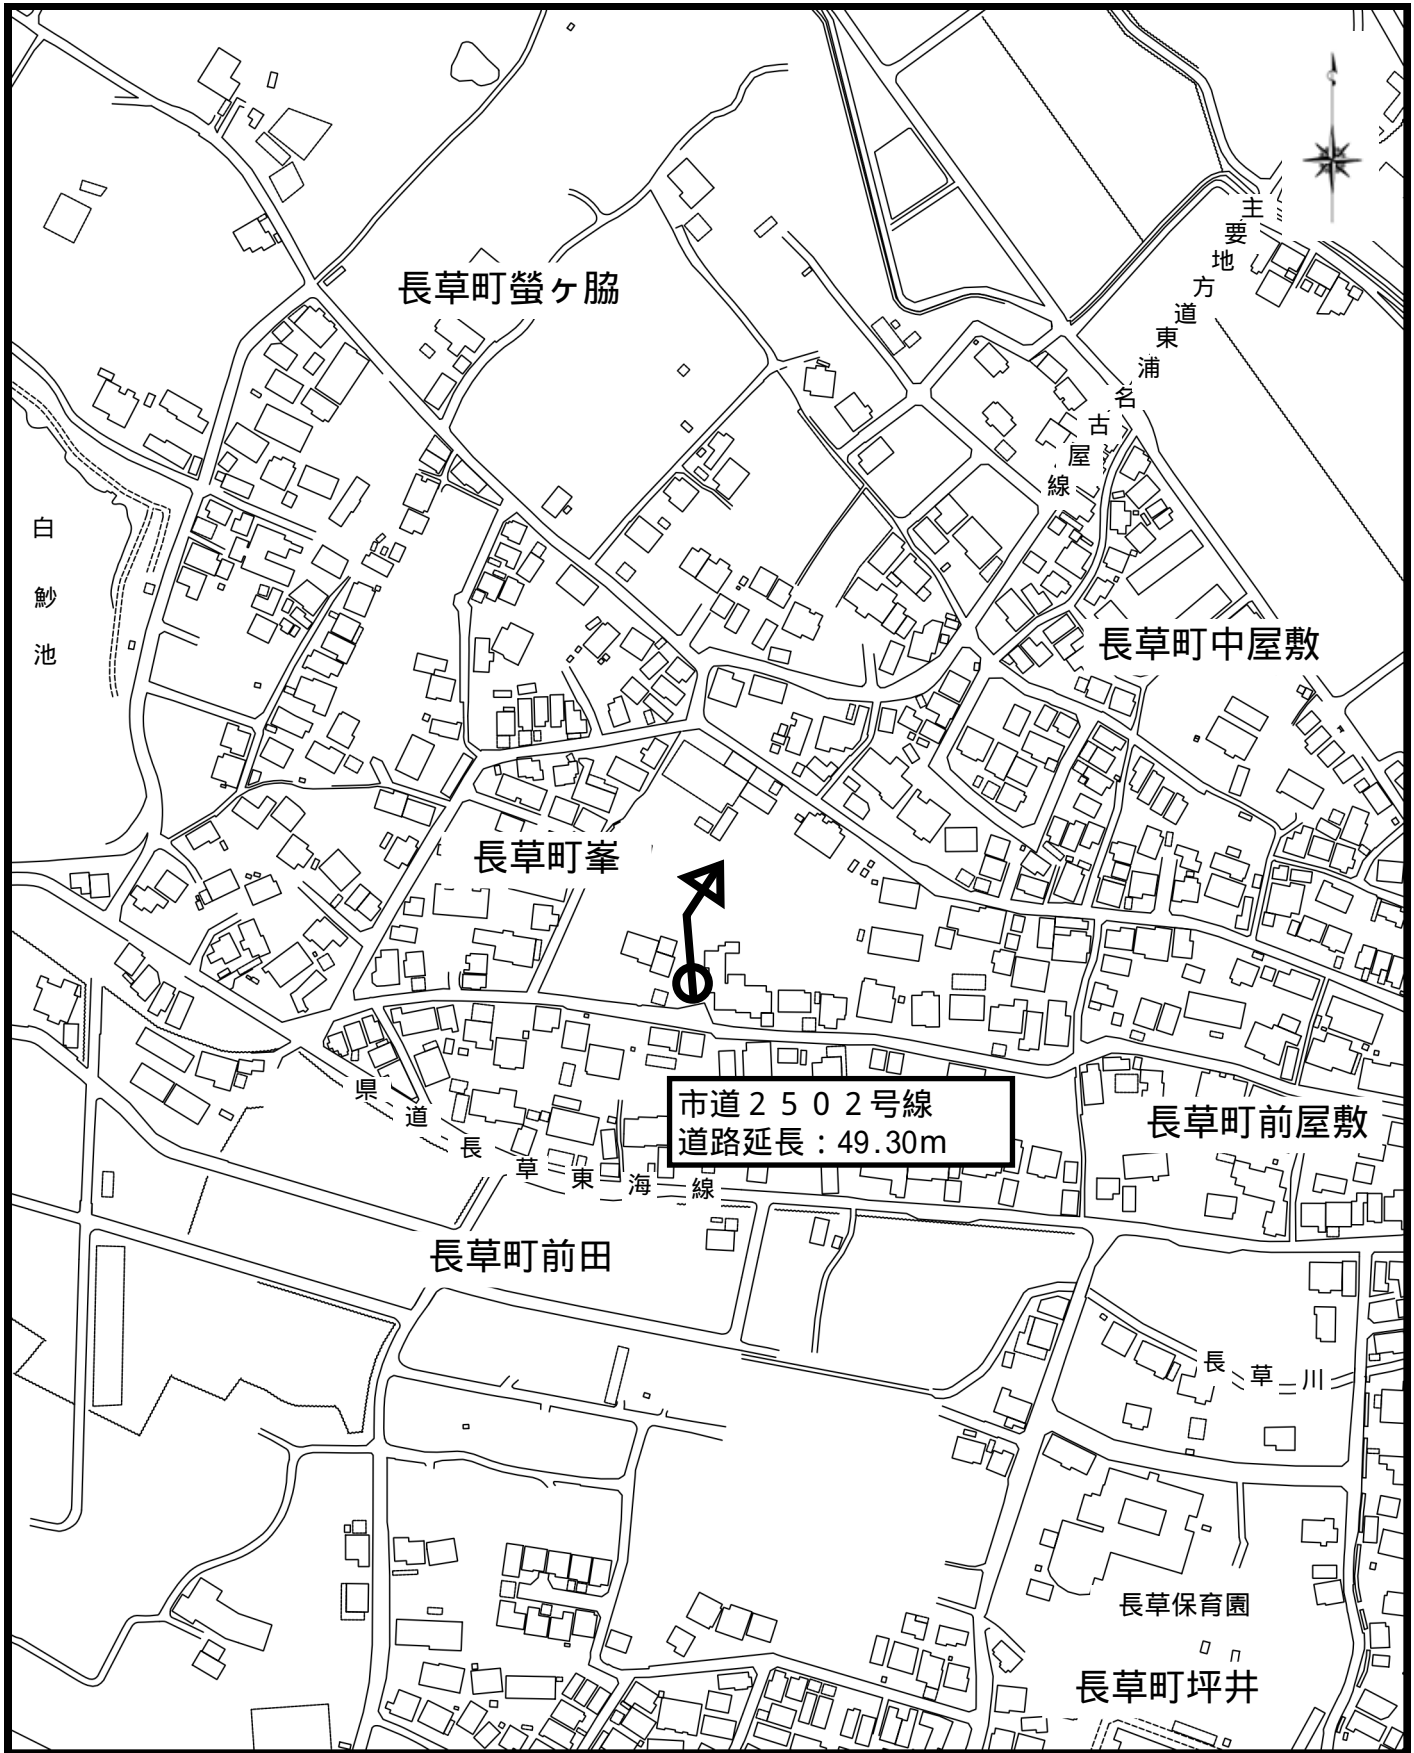 主要地方道東浦名古屋線
長草町螢ヶ脇
白鯋池
長草町中屋敷
長草町峯
県道長草東海線
市道2502号線
道路延長：49.30m
長草町前屋敷
長草町前田
長草川
長草保育園
長草町坪井